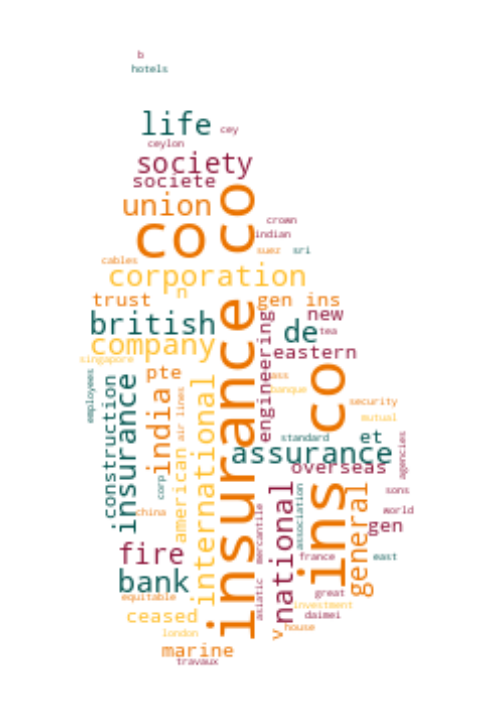 b
hotels
life
cey
ceylon
society
societe
union
co
co
crown
indian
suez
sri
cables
corporation
trust
n
gen ins
new
british
de
tea
company
eastern
singapore
engineering
pte
ass
banque
employees
construction
insurance
india
air lines
international
insurance
ins co
security
mutual
standard
et
assurance
overseas
agencies
american
corp
china
national
association
general
sons
world
gen
fire
bank
mercantile
asiatic
france
east
equitable
great
investment
ceased
daimei
london
house
v
marine
travaux